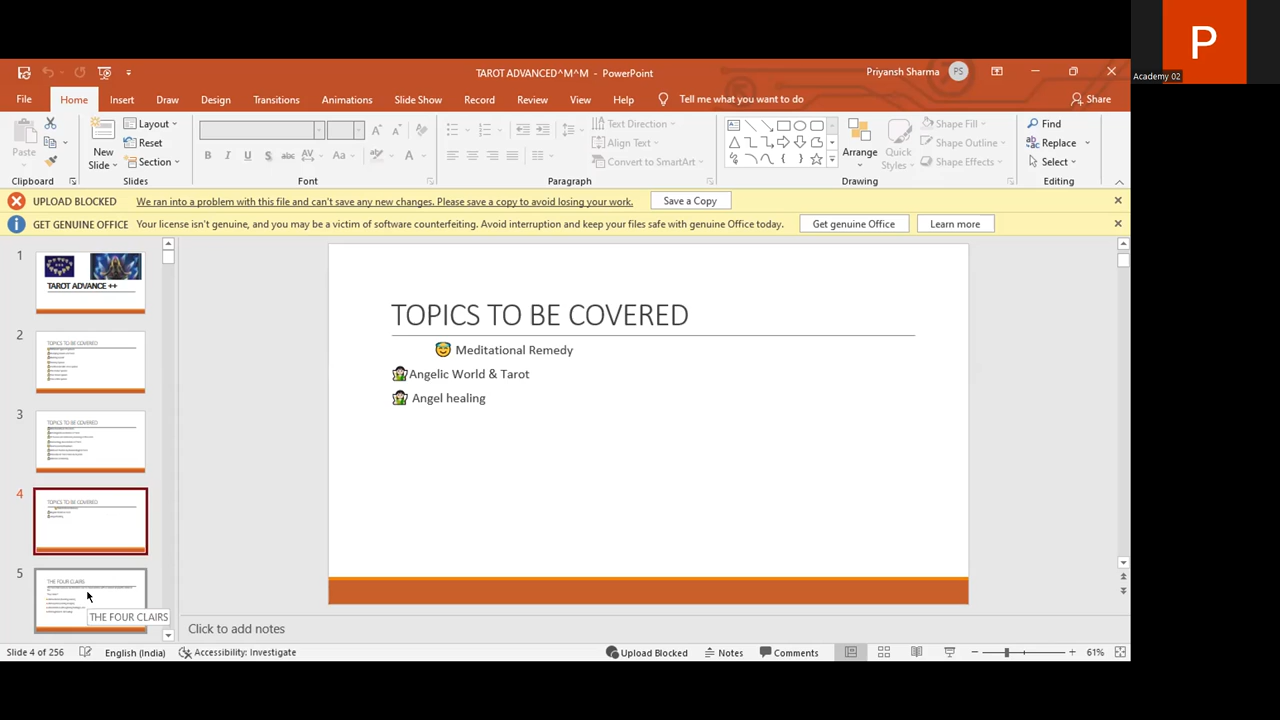 P
Academy 02
TAROT ADVANCED^M^M - PowerPoint
Priyansh Sharma
PS
File Home Insert Draw Design Transitions Animations Slide Show Record Review View Help Tell me what you want to do
Share
Paste
New
Slide
Layout
Reset
Section
Text Direction
Align Text
Convert to SmartArt
Arrange
Quick
Styles
Shape Fill
Shape Outline
Shape Effects
Find
Replace
Select
Clipboard Slides Font Paragraph Drawing Editing
UPLOAD BLOCKED We ran into a problem with this file and can't save any new changes. Please save a copy to avoid losing your work. Save a Copy
GET GENUINE OFFICE Your license isn't genuine, and you may be a victim of software counterfeiting. Avoid interruption and keep your files safe with genuine Office today. Get genuine Office Learn more
1
TAROT ADVANCE ++
2
TOPICS TO BE COVERED
3
TOPICS TO BE COVERED
4
TOPICS TO BE COVERED
5
THE FOUR CLAIRS
THE FOUR CLAIRS
TOPICS TO BE COVERED
Meditational Remedy
Angelic World & Tarot
Angel healing
Click to add notes
Slide 4 of 256 English (India) Accessibility: Investigate Upload Blocked Notes Comments 61%